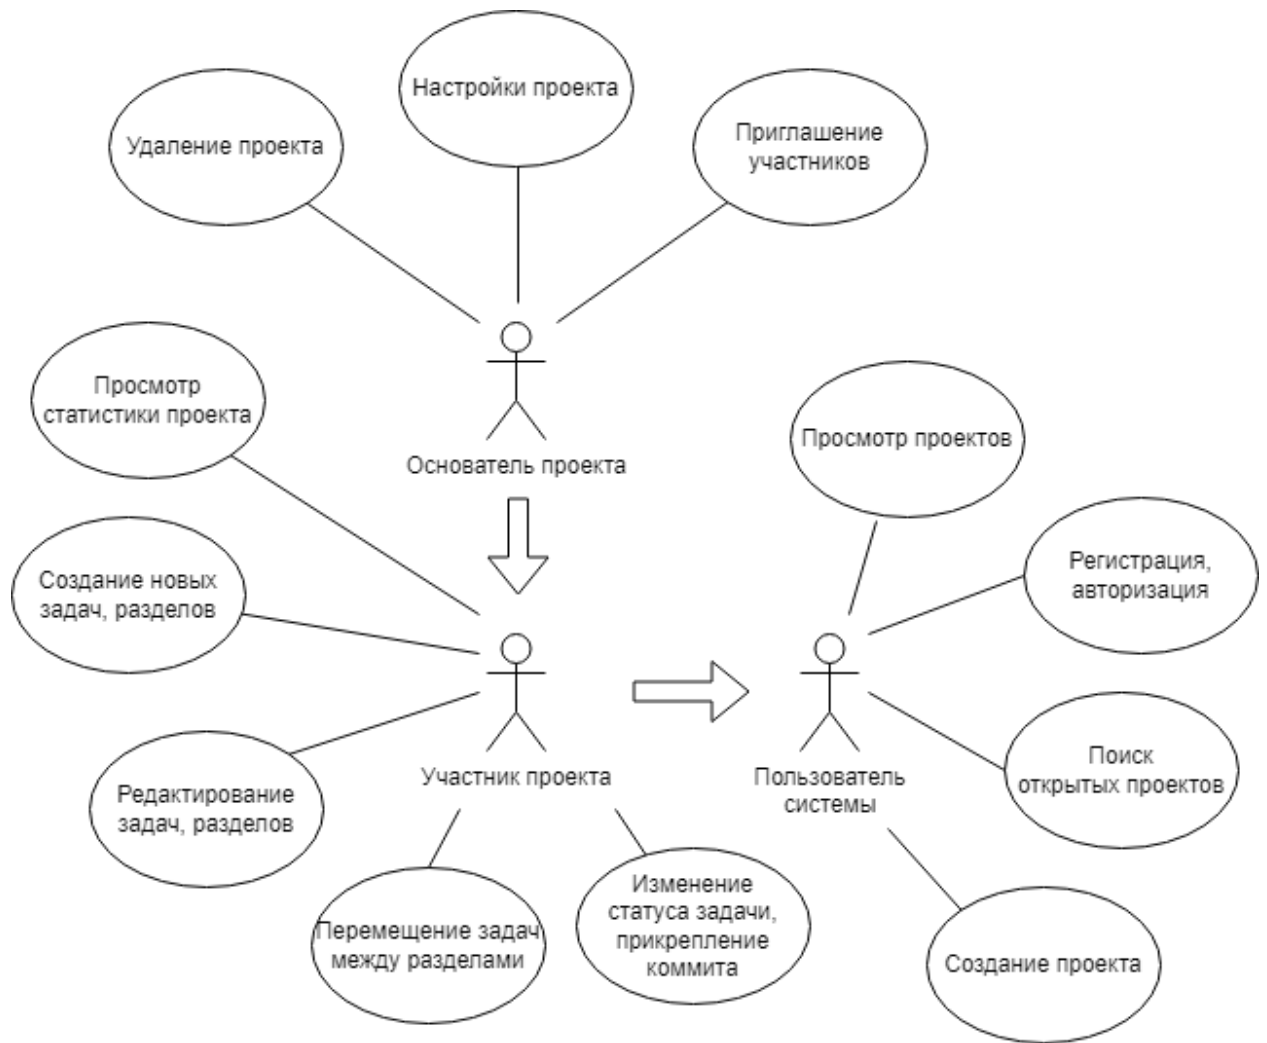 Настройки проекта
Удаление проекта
Приглашение
участников
Просмотр
статистики проекта
Основатель проекта
Просмотр проектов
Создание новых
задач, разделов
Регистрация,
авторизация
Участник проекта
Пользователь
системы
Поиск
открытых проектов
Редактирование
задач, разделов
Перемещение задач
между разделами
Изменение
статуса задачи,
прикрепление
коммита
Создание проекта